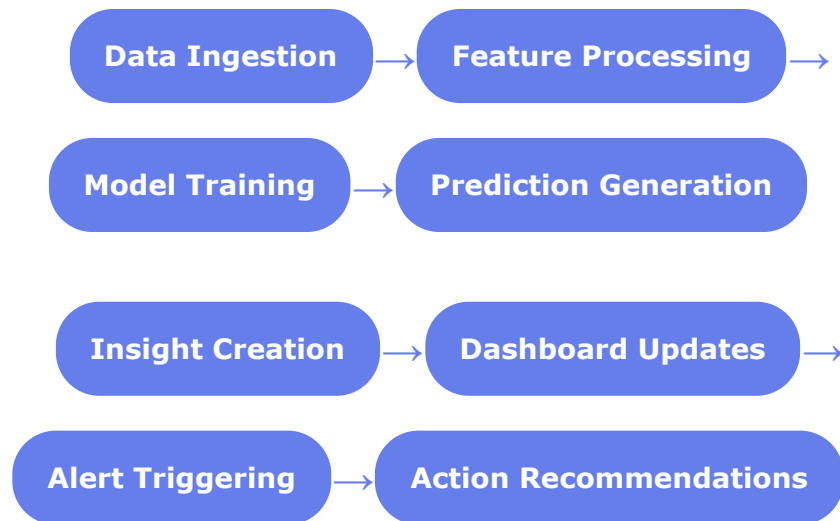 Data Ingestion → Feature Processing →
Model Training → Prediction Generation
Insight Creation → Dashboard Updates →
Alert Triggering → Action Recommendations